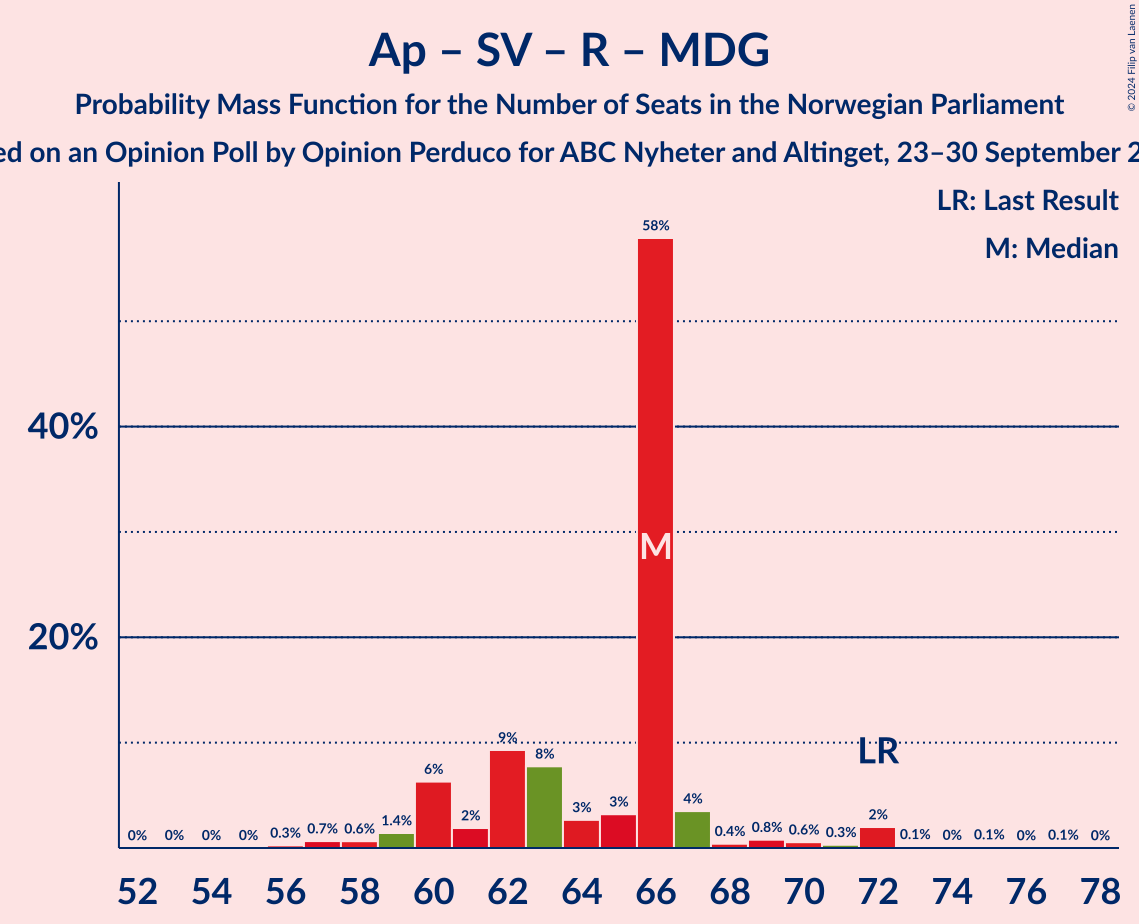 Ap – SV – R – MDG
Probability Mass Function for the Number of Seats in the Norwegian Parliament
on an Opinion Poll by Opinion Perduco for ABC Nyheter and Altinget, 23–30 September
© 2024 Filip van Laenen
LR: Last Result
M: Median
58%
40%
M
20%
LR
0% 0% 0% 0% 0.3% 0.7% 0.6% 1.4% 6% 2% 9% 8% 3% 3% 4% 0.4% 0.8% 0.6% 0.3% 2% 0.1% 0% 0.1% 0% 0.1% 0%
52 54 56 58 60 62 64 66 68 70 72 74 76 78